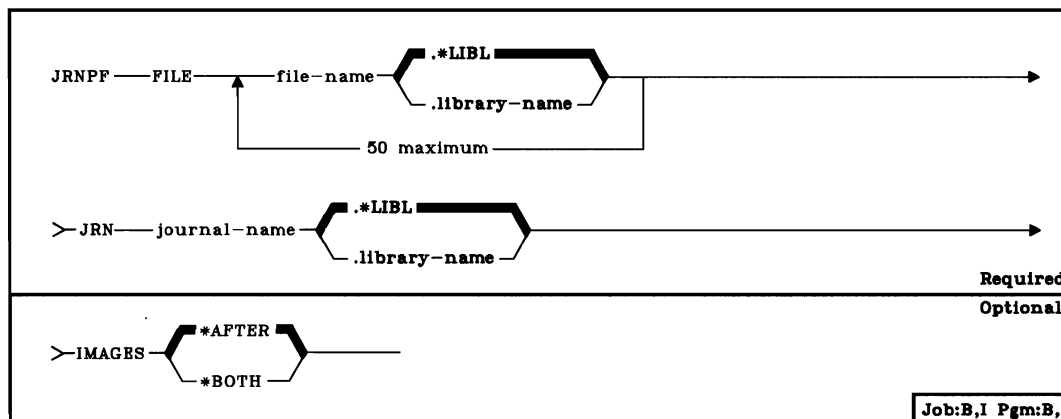 .*LIBL
JRNPF FILE file-name
.library-name
50 maximum
.*LIBL
>JRN journal-name
.library-name
Required
Optional
*AFTER
>IMAGES
*BOTH
Job:B,I Pgm:B,